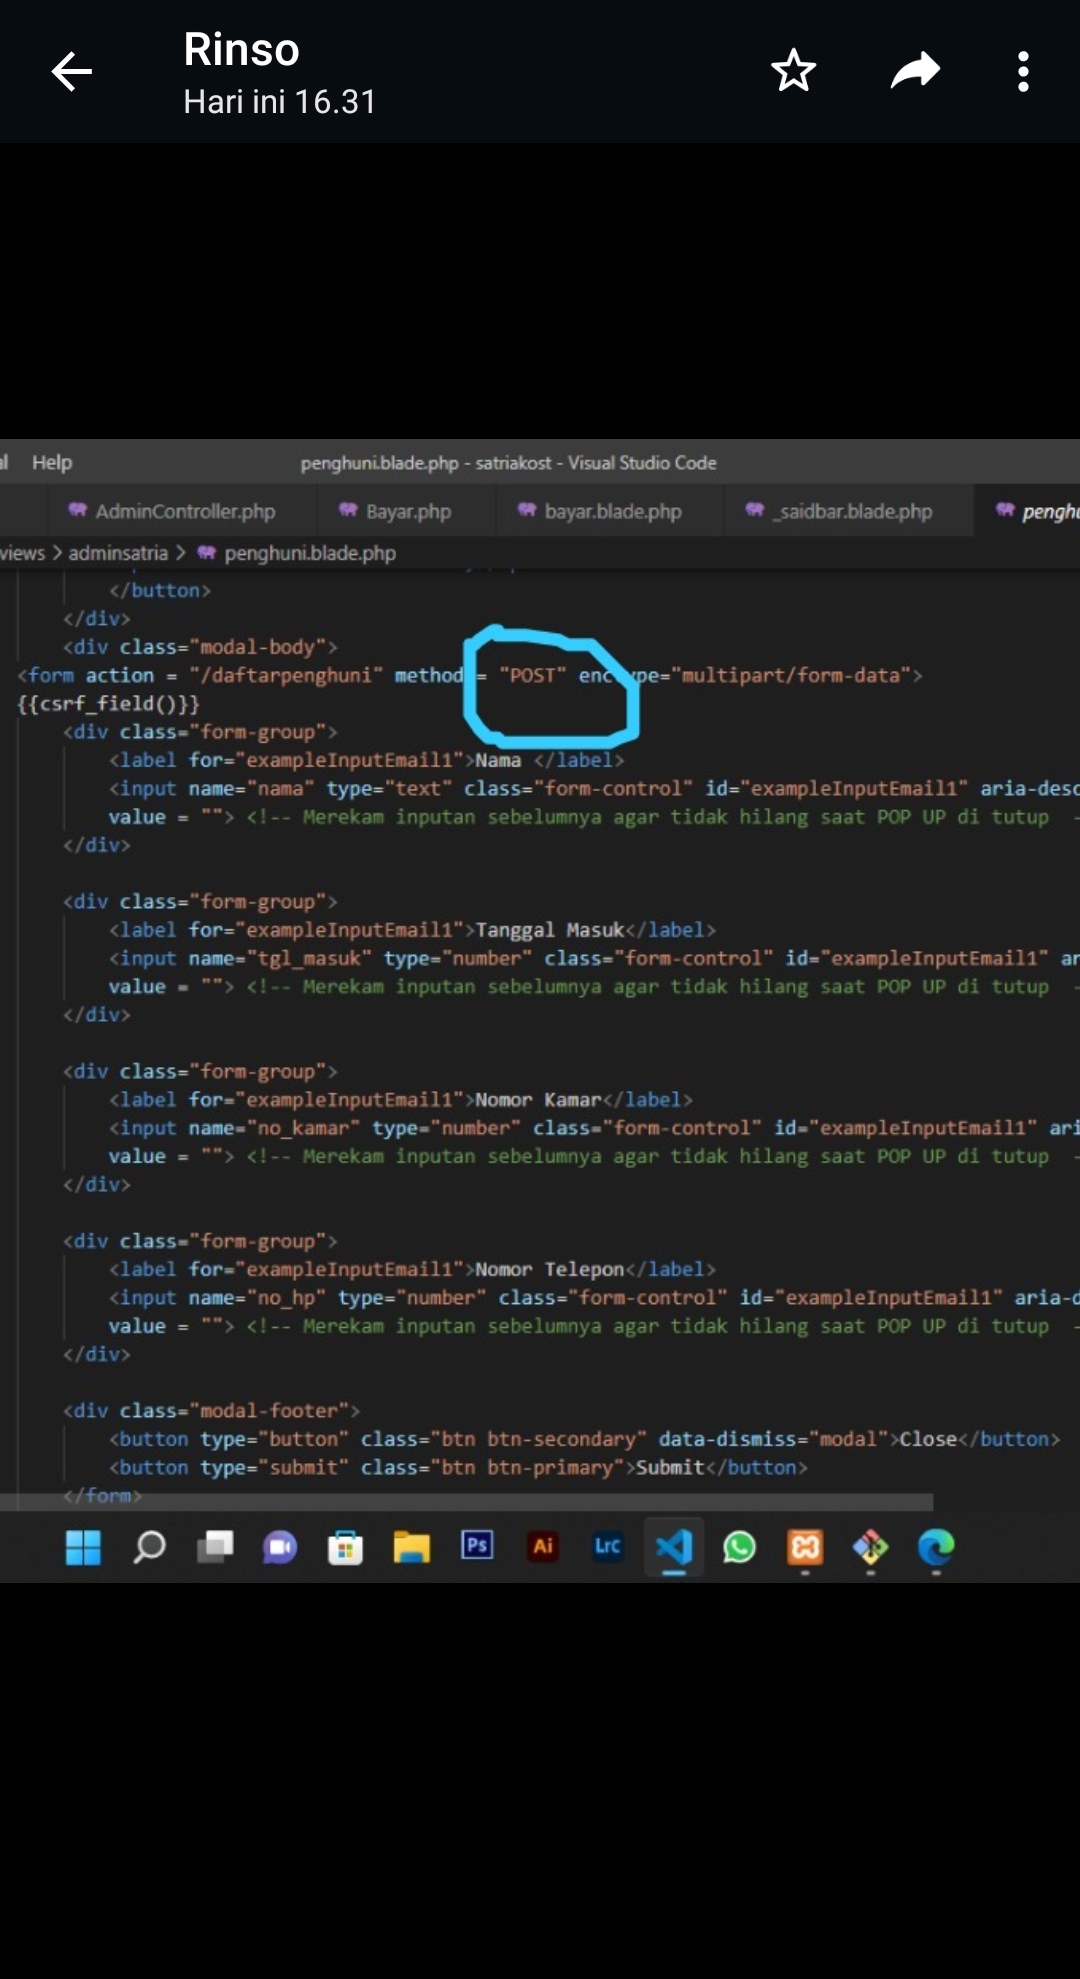 Rinso
Hari ini 16.31
Help
penghuni.blade.php - satriakost - Visual Studio Code
AdminController.php
Bayar.php
bayar.blade.php
_saidbar.blade.php
views > adminsatria > penghuni.blade.php
</button>
</div>
<div class="modal-body">
<form action = "/daftarpenghuni" method = "POST" enctype="multipart/form-data">
{{csrf_field()}}
<div class="form-group">
<label for="exampleInputEmail1">Nama </label>
<input name="nama" type="text" class="form-control" id="exampleInputEmail1"
value = ""> <!-- Merekam inputan sebelumnya agar tidak hilang saat POP UP di tutup
</div>
<div class="form-group">
<label for="exampleInputEmail1">Tanggal Masuk</label>
<input name="tgl_masuk" type="number" class="form-control" id="exampleInputEmail1"
value = ""> <!-- Merekam inputan sebelumnya agar tidak hilang saat POP UP di tutup
</div>
<div class="form-group">
<label for="exampleInputEmail1">Nomor Kamar</label>
<input name="no_kamar" type="number" class="form-control" id="exampleInputEmail1"
value = ""> <!-- Merekam inputan sebelumnya agar tidak hilang saat POP UP di tutup
</div>
<div class="form-group">
<label for="exampleInputEmail1">Nomor Telepon</label>
<input name="no_hp" type="number" class="form-control" id="exampleInputEmail1"
value = ""> <!-- Merekam inputan sebelumnya agar tidak hilang saat POP UP di tutup
</div>
<div class="modal-footer">
<button type="button" class="btn btn-secondary" data-dismiss="modal">Close</button>
<button type="submit" class="btn btn-primary">Submit</button>
</form>
Ps
Ai
Lrc